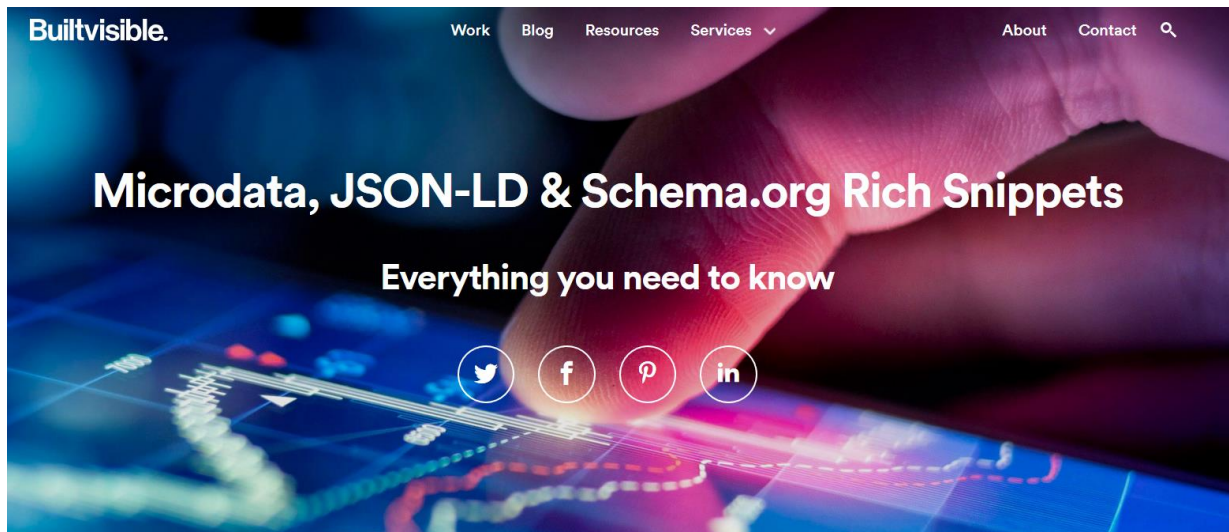 Builtvisible.
Work Blog Resources Services
About Contact
Microdata, JSON-LD & Schema.org Rich Snippets
Everything you need to know